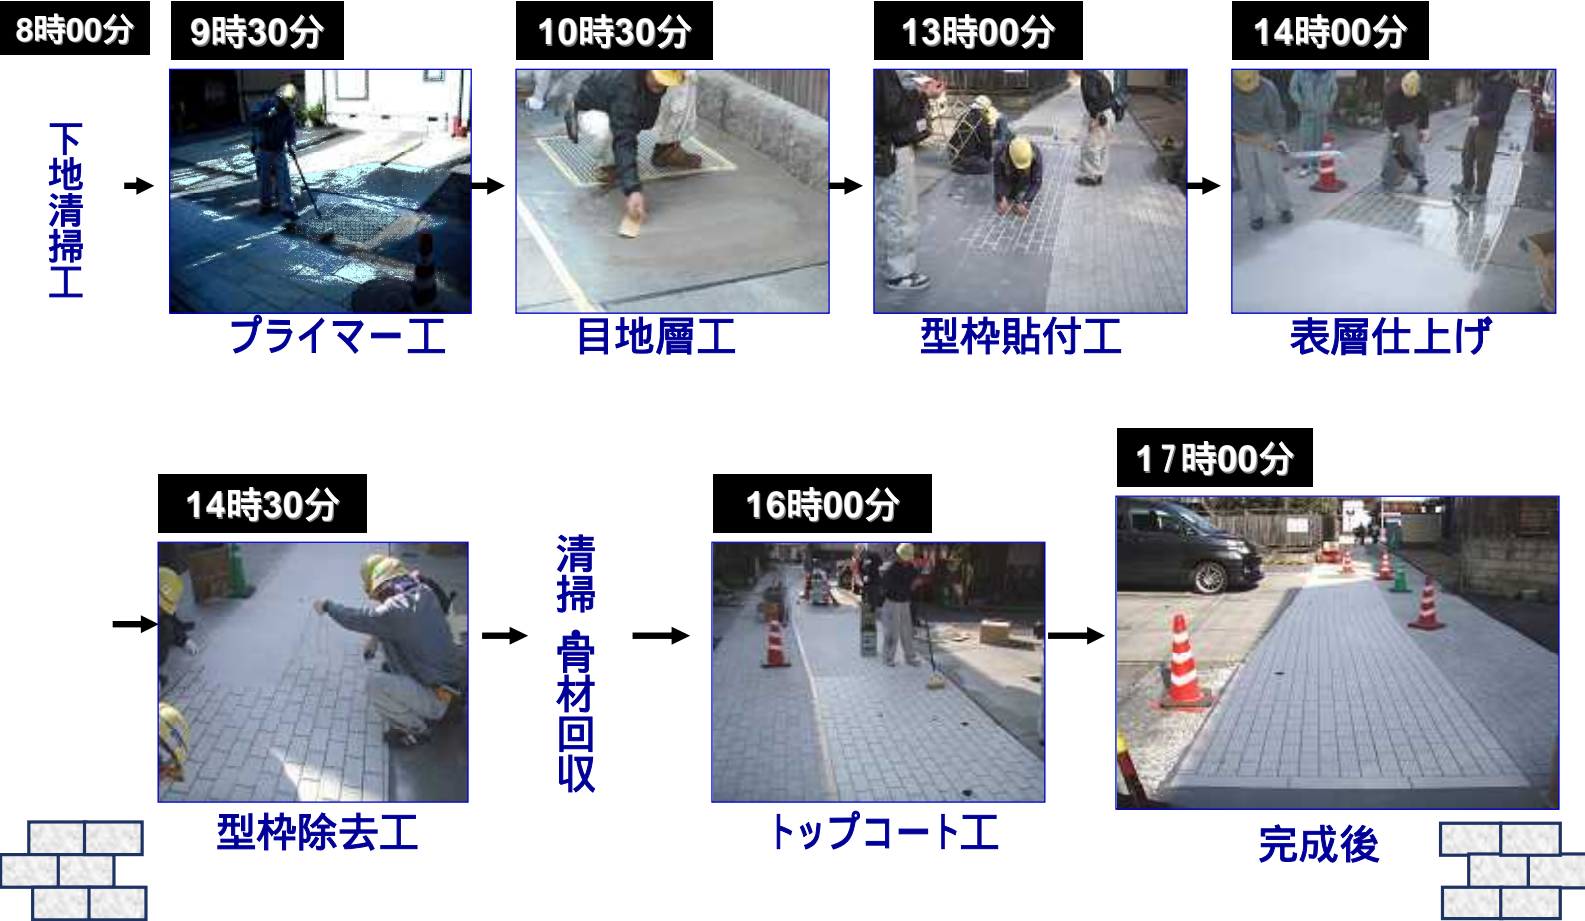 8時00分
9時30分
10時30分
13時00分
14時00分
下地清掃工
プライマー工
目地層工
型枠貼付工
表層仕上げ
14時30分
16時00分
17時00分
清掃・骨材回収
型枠除去工
トップコート工
完成後